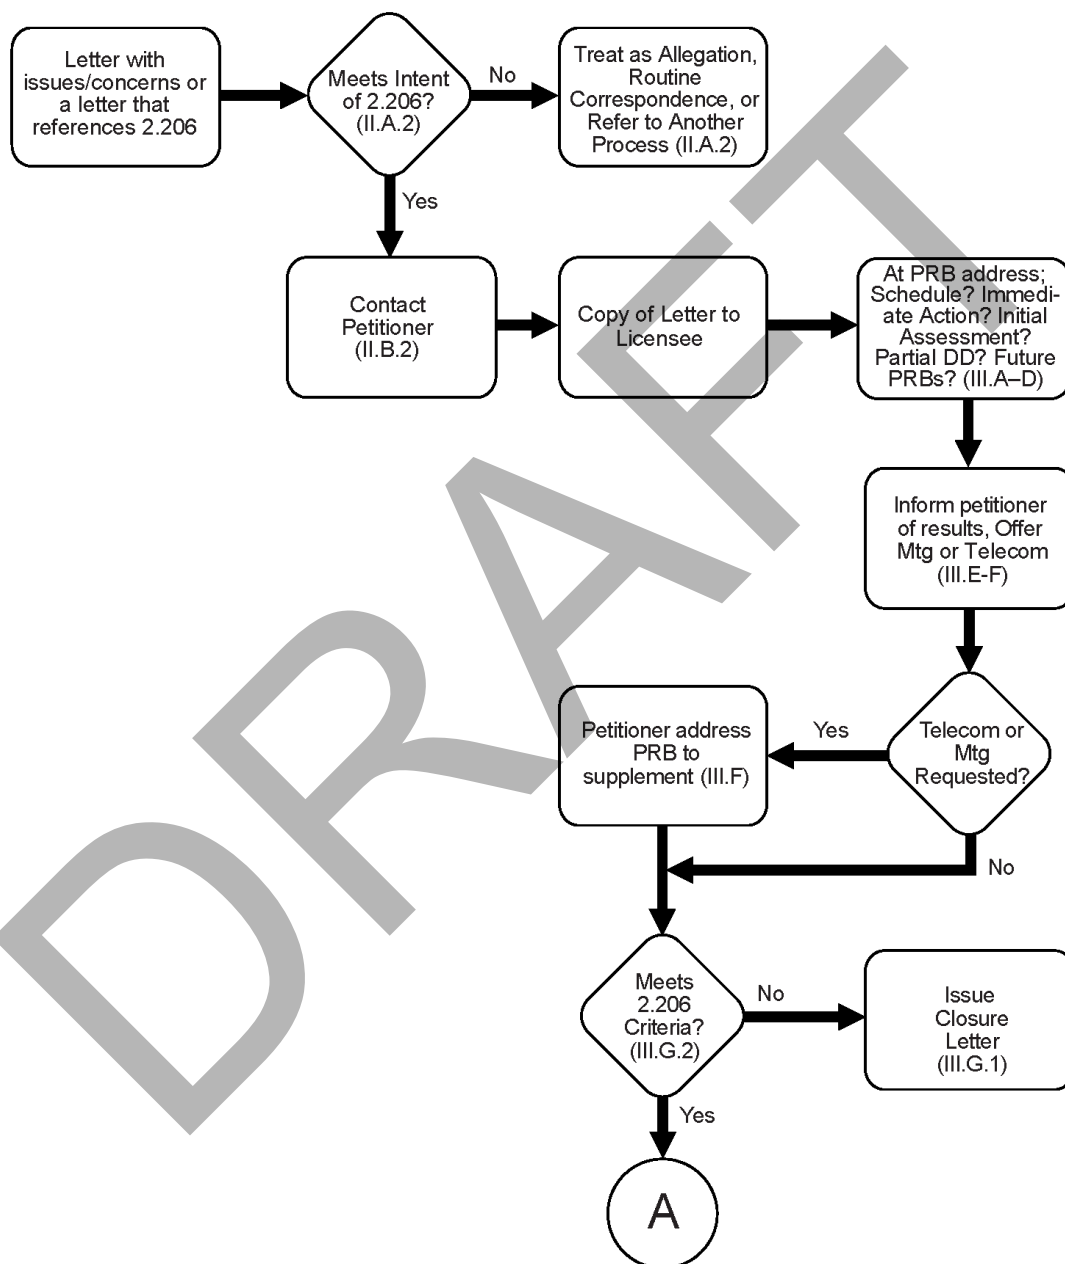 Letter with
issues/concerns or
a letter that
references 2.206
Meets Intent
of 2.206?
(II.A.2)
No
Treat as Allegation,
Routine
Correspondence, or
Refer to Another
Process (II.A.2)
Yes
Contact
Petitioner
(II.B.2)
Copy of Letter to
Licensee
At PRB address;
Schedule? Immedi-
ate Action? Initial
Assessment?
Partial DD? Future
PRBs? (III.A–D)
Inform petitioner
of results, Offer
Mtg or Telecom
(III.E-F)
Telecom or
Mtg
Requested?
Yes
Petitioner address
PRB to
supplement (III.F)
No
Meets
2.206
Criteria?
(III.G.2)
No
Issue
Closure
Letter
(III.G.1)
Yes
A
DRAFT